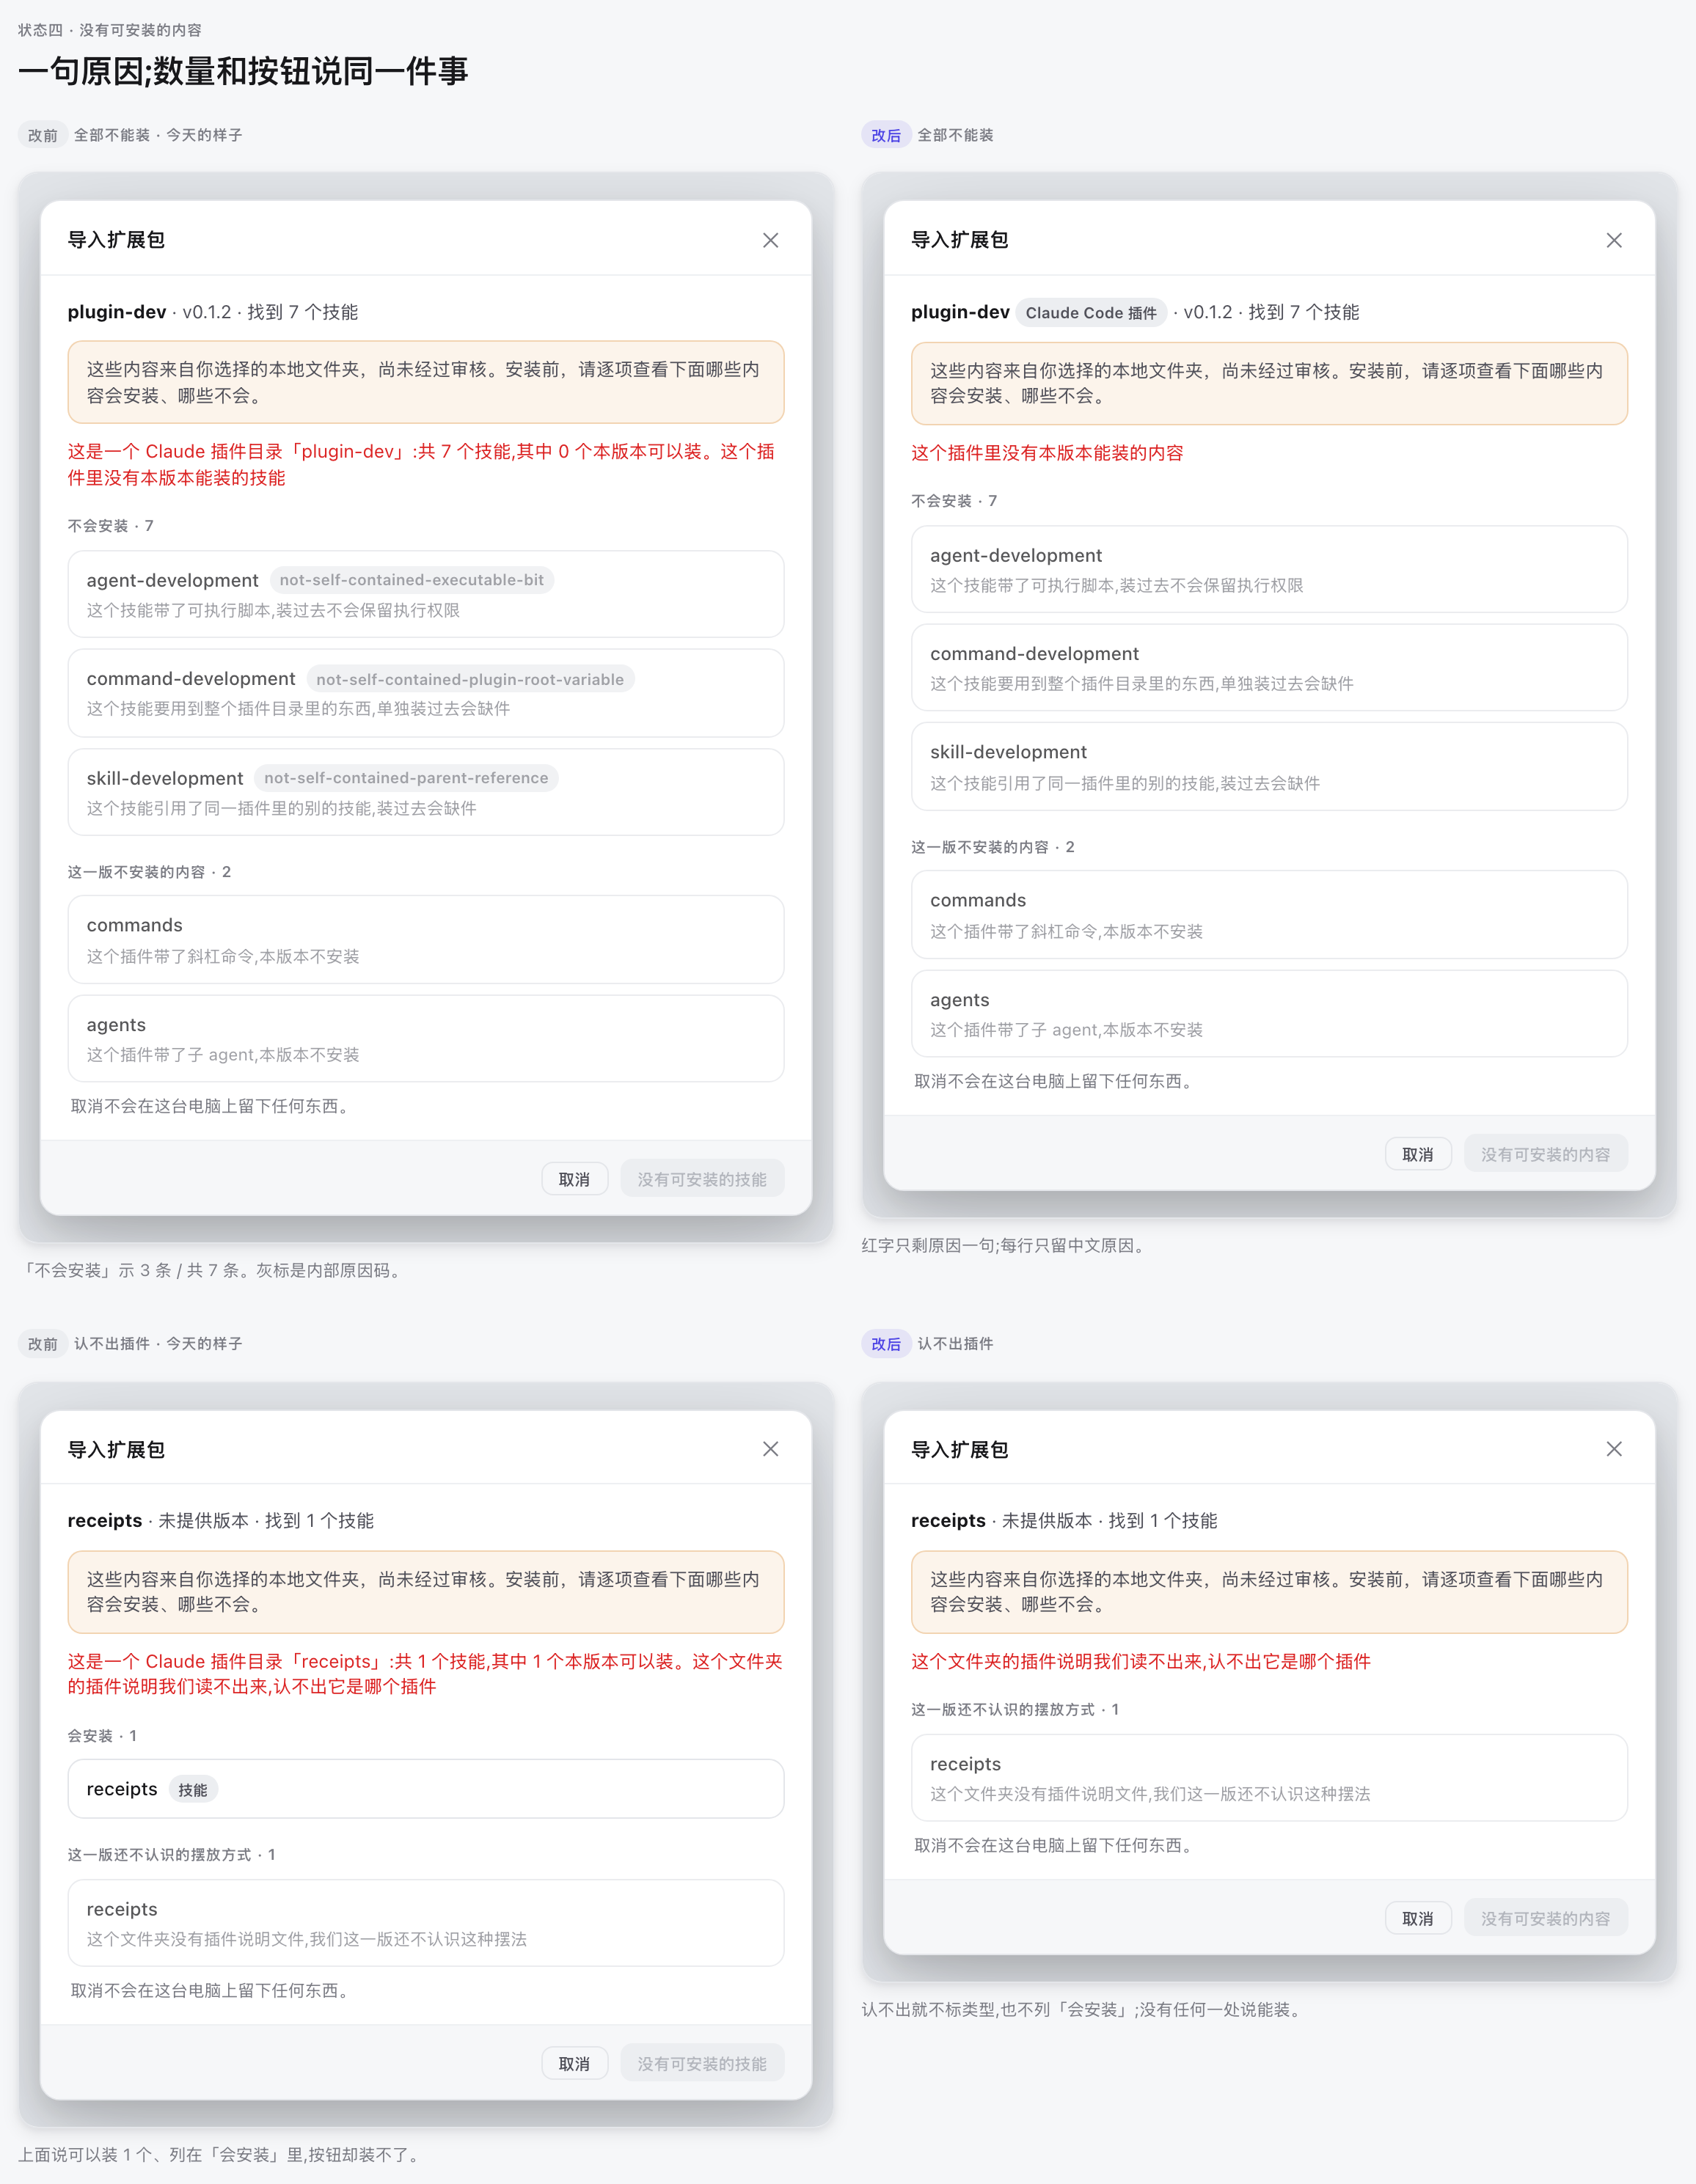 状态四 · 没有可安装的内容
一句原因;数量和按钮说同一件事
改前 全部不能装 · 今天的样子
导入扩展包
plugin-dev · v0.1.2 · 找到 7 个技能
这些内容来自你选择的本地文件夹，尚未经过审核。安装前，请逐项查看下面哪些内
容会安装、哪些不会。
这是一个 Claude 插件目录「plugin-dev」:共 7 个技能,其中 0 个本版本可以装。这个插
件里没有本版本能装的技能
不会安装 · 7
agent-development not-self-contained-executable-bit
这个技能带了可执行脚本,装过去不会保留执行权限
command-development not-self-contained-plugin-root-variable
这个技能要用到整个插件目录里的东西,单独装过去会缺件
skill-development not-self-contained-parent-reference
这个技能引用了同一插件里的别的技能,装过去会缺件
这一版不安装的内容 · 2
commands
这个插件带了斜杠命令,本版本不安装
agents
这个插件带了子 agent,本版本不安装
取消不会在这台电脑上留下任何东西。
取消 没有可安装的技能
「不会安装」示 3 条 / 共 7 条。灰标是内部原因码。
改后 全部不能装
导入扩展包
plugin-dev Claude Code 插件 · v0.1.2 · 找到 7 个技能
这些内容来自你选择的本地文件夹，尚未经过审核。安装前，请逐项查看下面哪些内
容会安装、哪些不会。
这个插件里没有本版本能装的内容
不会安装 · 7
agent-development
这个技能带了可执行脚本,装过去不会保留执行权限
command-development
这个技能要用到整个插件目录里的东西,单独装过去会缺件
skill-development
这个技能引用了同一插件里的别的技能,装过去会缺件
这一版不安装的内容 · 2
commands
这个插件带了斜杠命令,本版本不安装
agents
这个插件带了子 agent,本版本不安装
取消不会在这台电脑上留下任何东西。
取消 没有可安装的内容
红字只剩原因一句;每行只留中文原因。
改前 认不出插件 · 今天的样子
导入扩展包
receipts · 未提供版本 · 找到 1 个技能
这些内容来自你选择的本地文件夹，尚未经过审核。安装前，请逐项查看下面哪些内
容会安装、哪些不会。
这是一个 Claude 插件目录「receipts」:共 1 个技能,其中 1 个本版本可以装。这个文件夹
的插件说明我们读不出来,认不出它是哪个插件
会安装 · 1
receipts 技能
这一版还不认识的摆放方式 · 1
receipts
这个文件夹没有插件说明文件,我们这一版还不认识这种摆法
取消不会在这台电脑上留下任何东西。
取消 没有可安装的技能
上面说可以装 1 个、列在「会安装」里,按钮却装不了。
改后 认不出插件
导入扩展包
receipts · 未提供版本 · 找到 1 个技能
这些内容来自你选择的本地文件夹，尚未经过审核。安装前，请逐项查看下面哪些内
容会安装、哪些不会。
这个文件夹的插件说明我们读不出来,认不出它是哪个插件
这一版还不认识的摆放方式 · 1
receipts
这个文件夹没有插件说明文件,我们这一版还不认识这种摆法
取消不会在这台电脑上留下任何东西。
取消 没有可安装的内容
认不出就不标类型,也不列「会安装」;没有任何一处说能装。